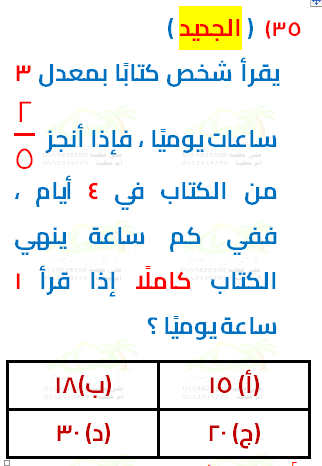 ٣٥) ( الجديد )
يقرأ شخص كتابًا بمعدل ٣
ساعات يوميًا ، فإذا أنجز ٢/٥
من الكتاب في ٤ أيام ،
ففي كم ساعة ينهي
الكتاب كاملًا إذا قرأ ١
ساعة يوميًا ؟
(أ) ١٥ (ب) ١٨
(ج) ٢٠ (د) ٣٠